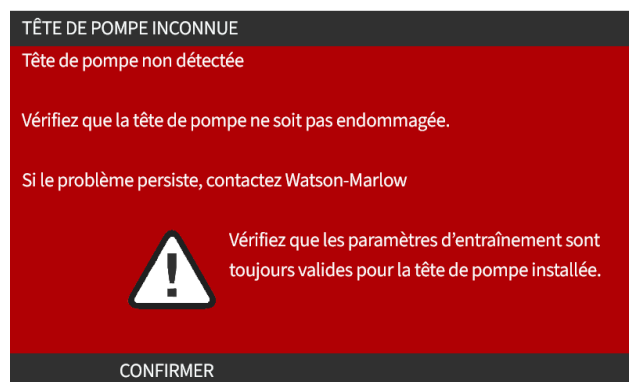 TÊTE DE POMPE INCONNUE
Tête de pompe non détectée
Vérifiez que la tête de pompe ne soit pas endommagée.
Si le problème persiste, contactez Watson-Marlow
Vérifiez que les paramètres d’entraînement sont
toujours valides pour la tête de pompe installée.
CONFIRMER